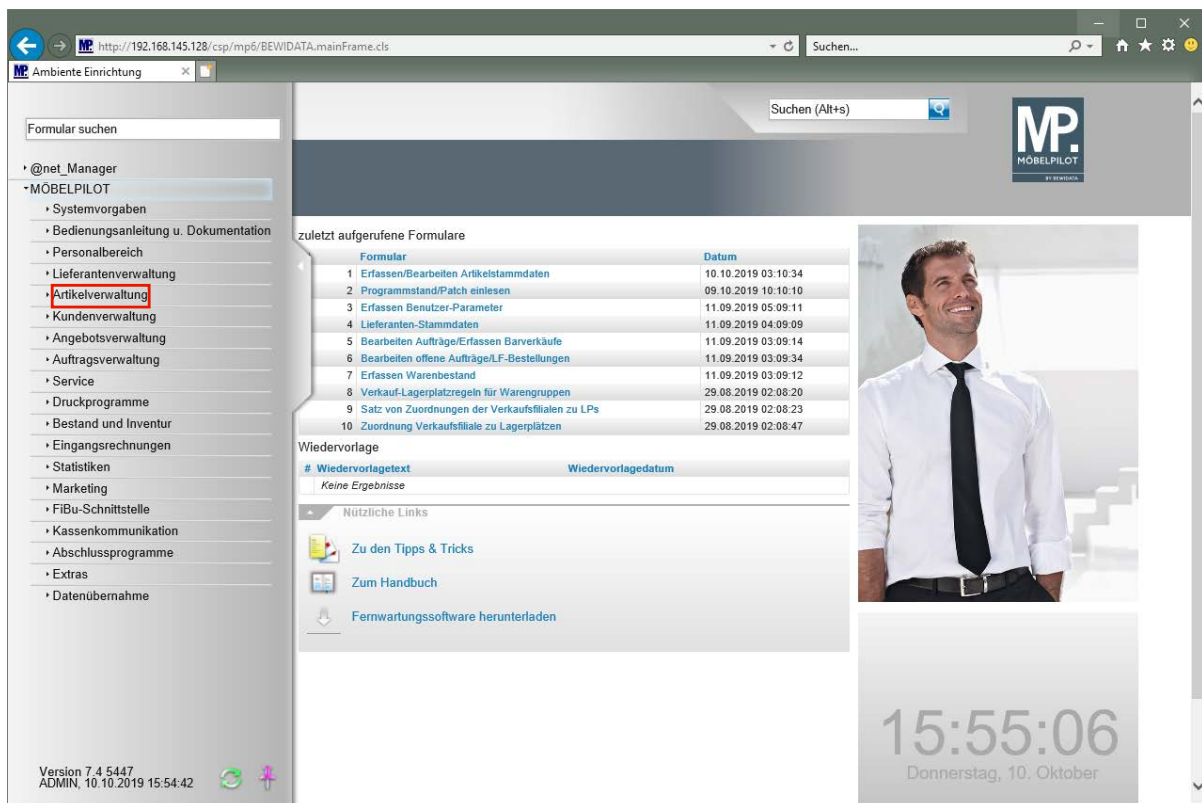 http://192.168.145.128/csp/mp6/BEWIDATA.mainFrame.cls
Suchen...
MP. Ambiente Einrichtung
Suchen (Alt+s)
MP.
MÖBELPILOT
BY BEWIDATA
Formular suchen
@net_Manager
MÖBELPILOT
Systemvorgaben
Bedienungsanleitung u. Dokumentation
Personalbereich
Lieferantenverwaltung
Artikelverwaltung
Kundenverwaltung
Angebotsverwaltung
Auftragsverwaltung
Service
Druckprogramme
Bestand und Inventur
Eingangsrechnungen
Statistiken
Marketing
FiBu-Schnittstelle
Kassenkommunikation
Abschlussprogramme
Extras
Datenübernahme
Version 7.4 5447
ADMIN, 10.10.2019 15:54:42
zuletzt aufgerufene Formulare
Formular Datum
1 Erfassen/Bearbeiten Artikelstammdaten 10.10.2019 03:10:34
2 Programmstand/Patch einlesen 09.10.2019 10:10:10
3 Erfassen Benutzer-Parameter 11.09.2019 05:09:11
4 Lieferanten-Stammdaten 11.09.2019 04:09:09
5 Bearbeiten Aufträge/Erfassen Barverkäufe 11.09.2019 03:09:14
6 Bearbeiten offene Aufträge/LF-Bestellungen 11.09.2019 03:09:34
7 Erfassen Warenbestand 11.09.2019 03:09:12
8 Verkauf-Lagerplatzregeln für Warengruppen 29.08.2019 02:08:20
9 Satz von Zuordnungen der Verkaufsfilialen zu LPs 29.08.2019 02:08:23
10 Zuordnung Verkaufsfiliale zu Lagerplätzen 29.08.2019 02:08:47
Wiedervorlage
# Wiedervorlagetext Wiedervorlagedatum
Keine Ergebnisse
Nützliche Links
Zu den Tipps & Tricks
Zum Handbuch
Fernwartungssoftware herunterladen
15:55:06
Donnerstag, 10. Oktober